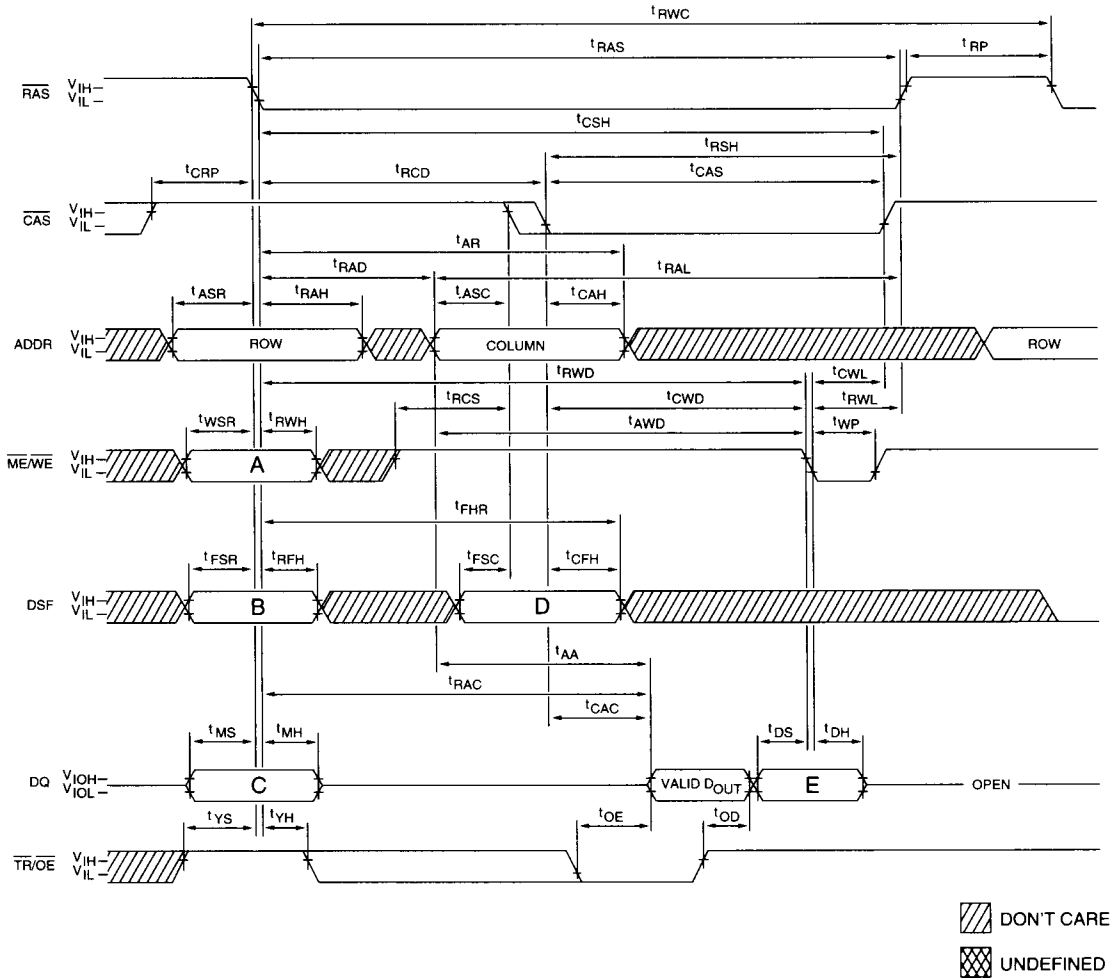 tRWC
tRAS
tRP
RAS VIH VIL
tCSH
tRSH
tCRP tRCD tCAS
CAS VIH VIL
tAR
tRAD tRAL
tASR tRAH tASC tCAH
ADDR VIH VIL ROW COLUMN ROW
tRWD tCWL
tRCS tCWD tRWL
tWSR tRWH tAWD tWP
ME/WE VIH VIL A
tFHR
tFSR tRFH tFSC tCFH
DSF VIH VIL B D
tAA
tRAC
tCAC
tMS tMH tDS tDH
DQ VIOH VIOL C VALID DOUT E OPEN
tYS tYH tOE tOD
TR/OE VIH VIL
DON'T CARE
UNDEFINED